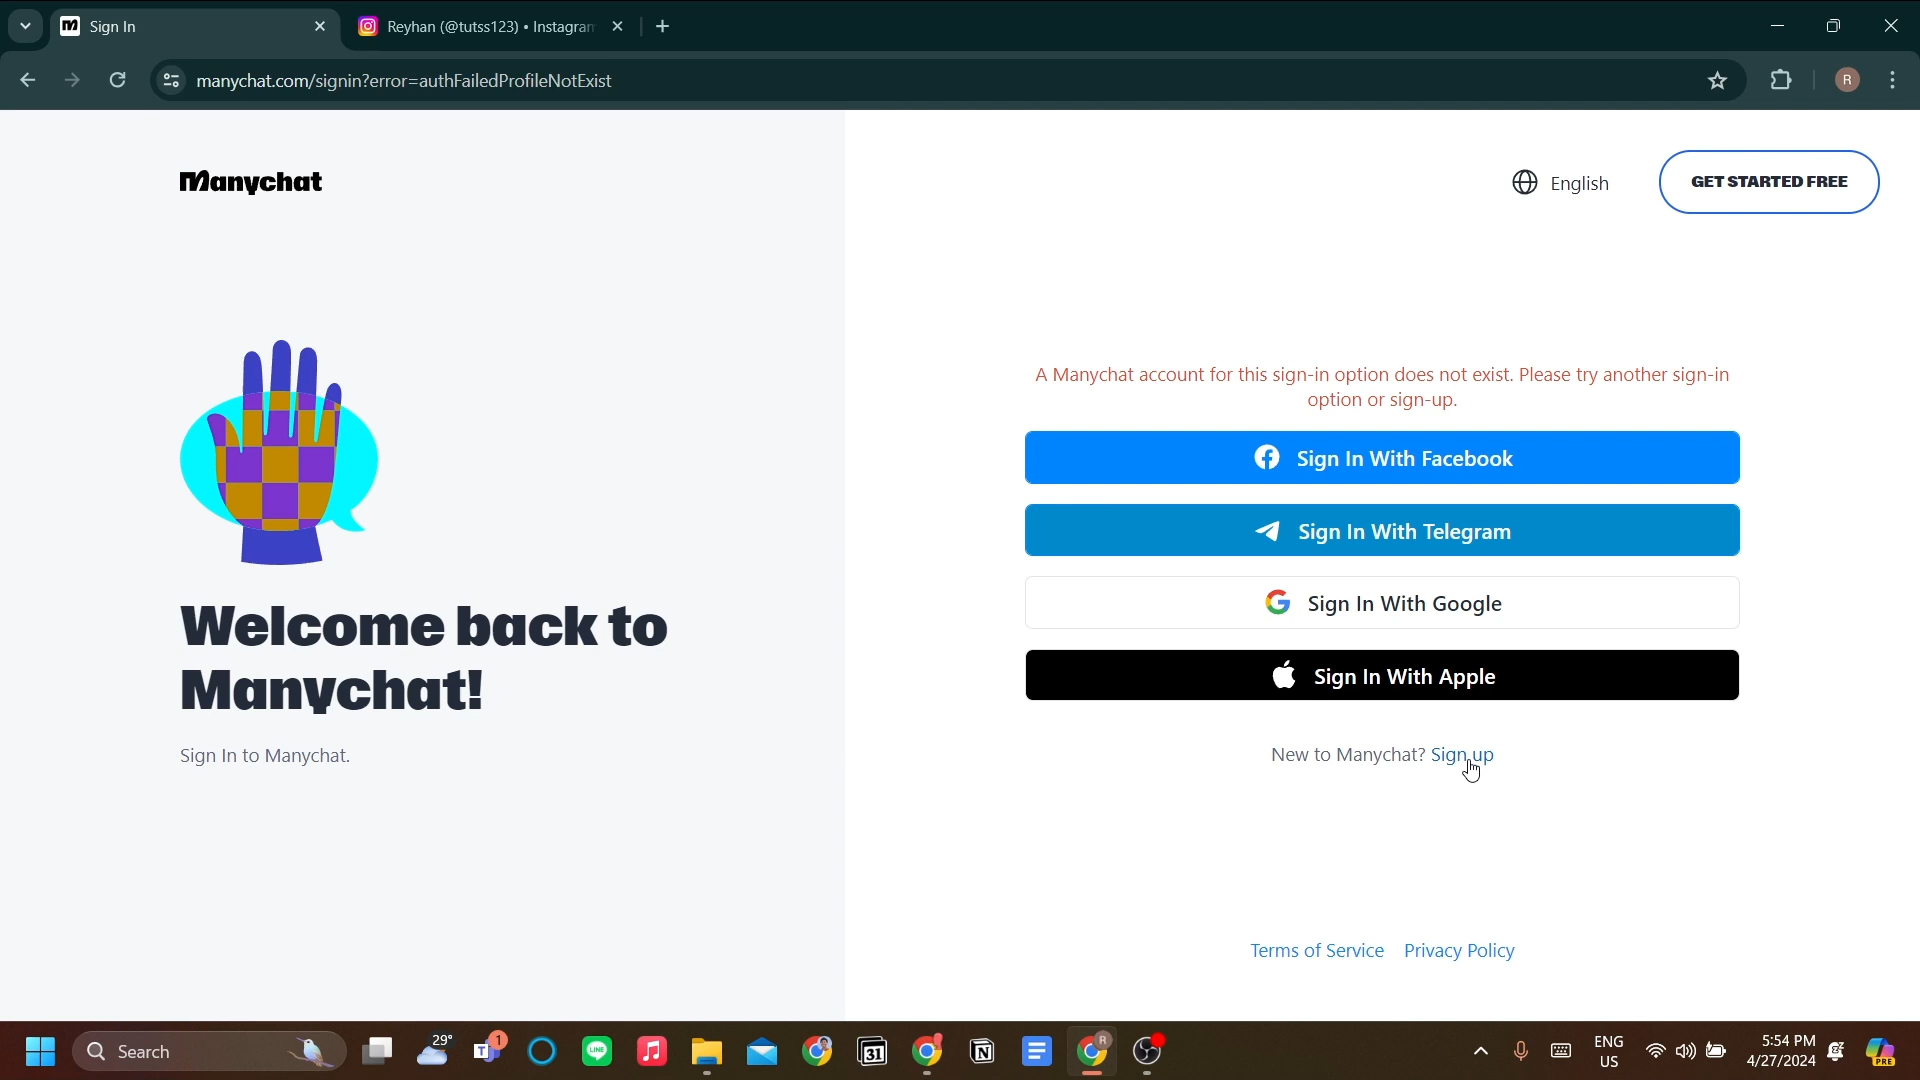 Sign In
Reyhan (@tutss123) • Instagram
manychat.com/signin?error=authFailedProfileNotExist
R
Manychat
English
GET STARTED FREE
A Manychat account for this sign-in option does not exist. Please try another sign-in
option or sign-up.
Sign In With Facebook
Sign In With Telegram
Sign In With Google
Sign In With Apple
Welcome back to
Manychat!
Sign In to Manychat.
New to Manychat? Sign up
Terms of Service Privacy Policy
Search
29°
1
LINE
31
R
ENG
US
5:54 PM
4/27/2024
PRE